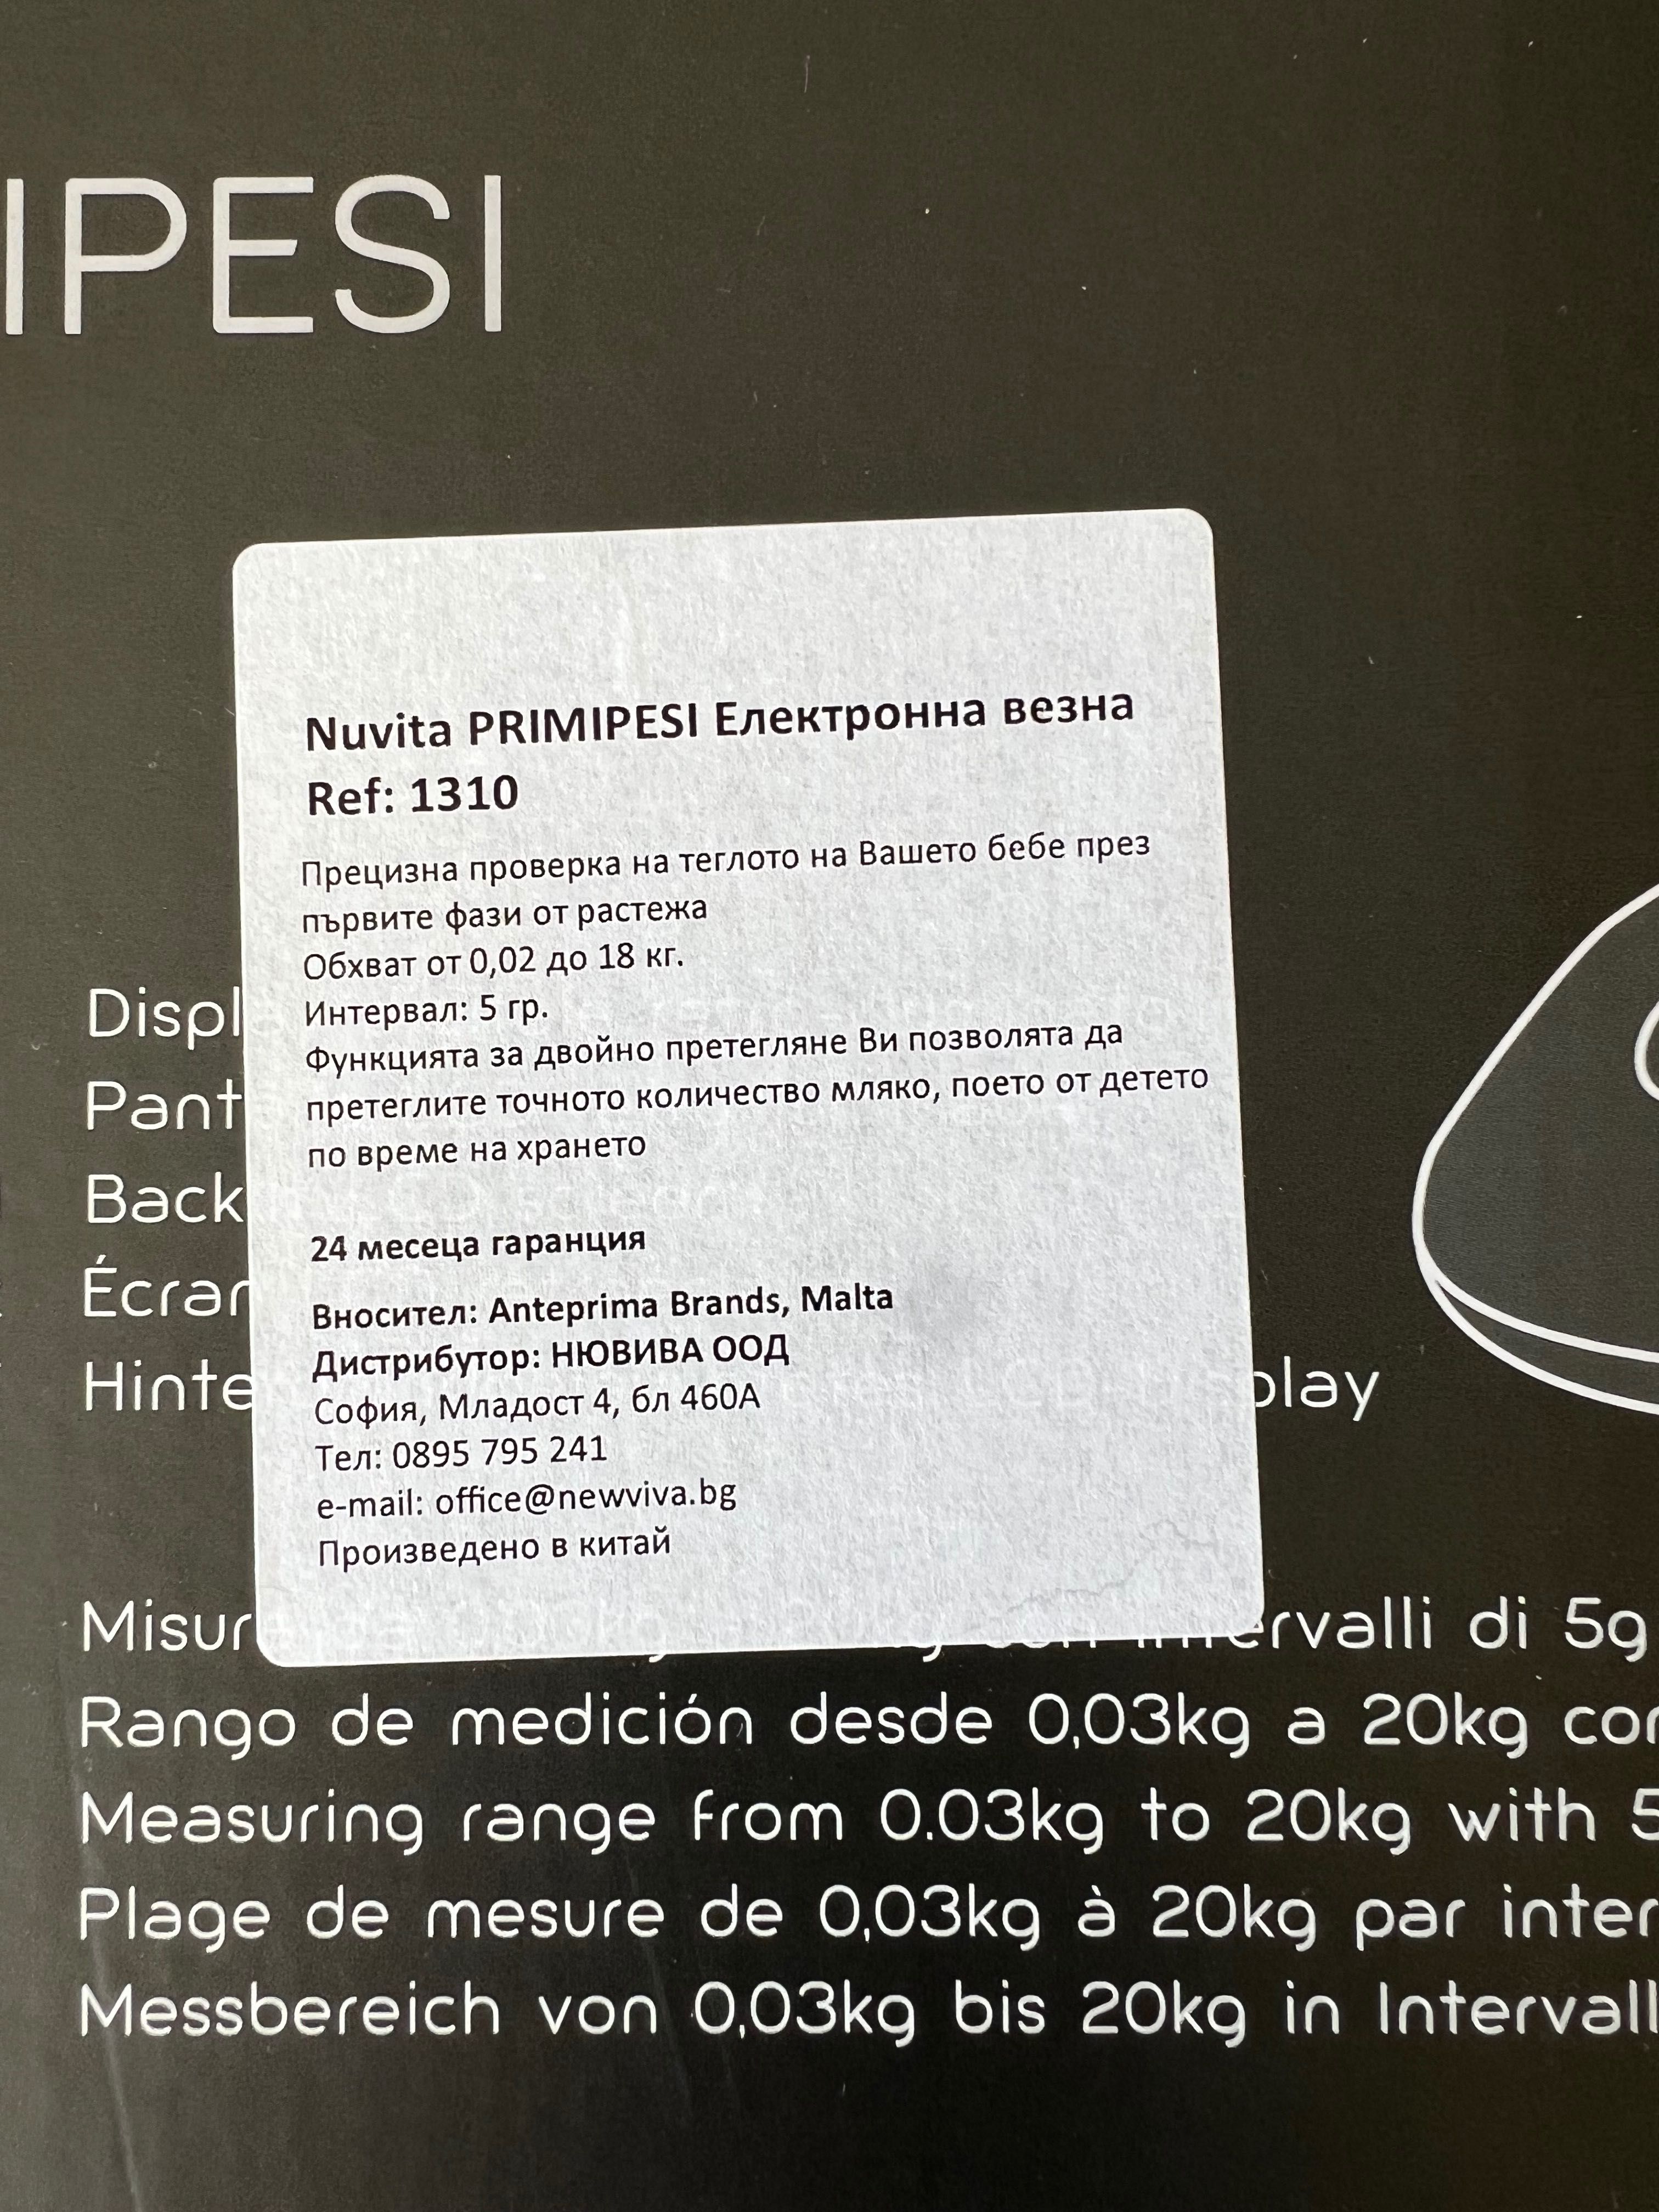 IPESI
Nuvita PRIMIPESI Електронна везна
Ref: 1310
Прецизна проверка на теглото на Вашето бебе през
първите фази от растежа
Обхват от 0,02 до 18 кг.
Интервал: 5 гр.
Функцията за двойно претегляне Ви позволята да
претеглите точното количество мляко, поето от детето
по време на храненето
24 месеца гаранция
Вносител: Anteprima Brands, Malta
Дистрибутор: НЮВИВА ООД
София, Младост 4, бл 460А
Тел: 0895 795 241
e-mail: office@newviva.bg
Произведено в китай
Displ
Pant
Back
Écran
Hinte play
Misur ervalli di 5g
Rango de medición desde 0,03kg a 20kg con
Measuring range from 0.03kg to 20kg with 5
Plage de mesure de 0,03kg à 20kg par inter
Messbereich von 0,03kg bis 20kg in Intervall